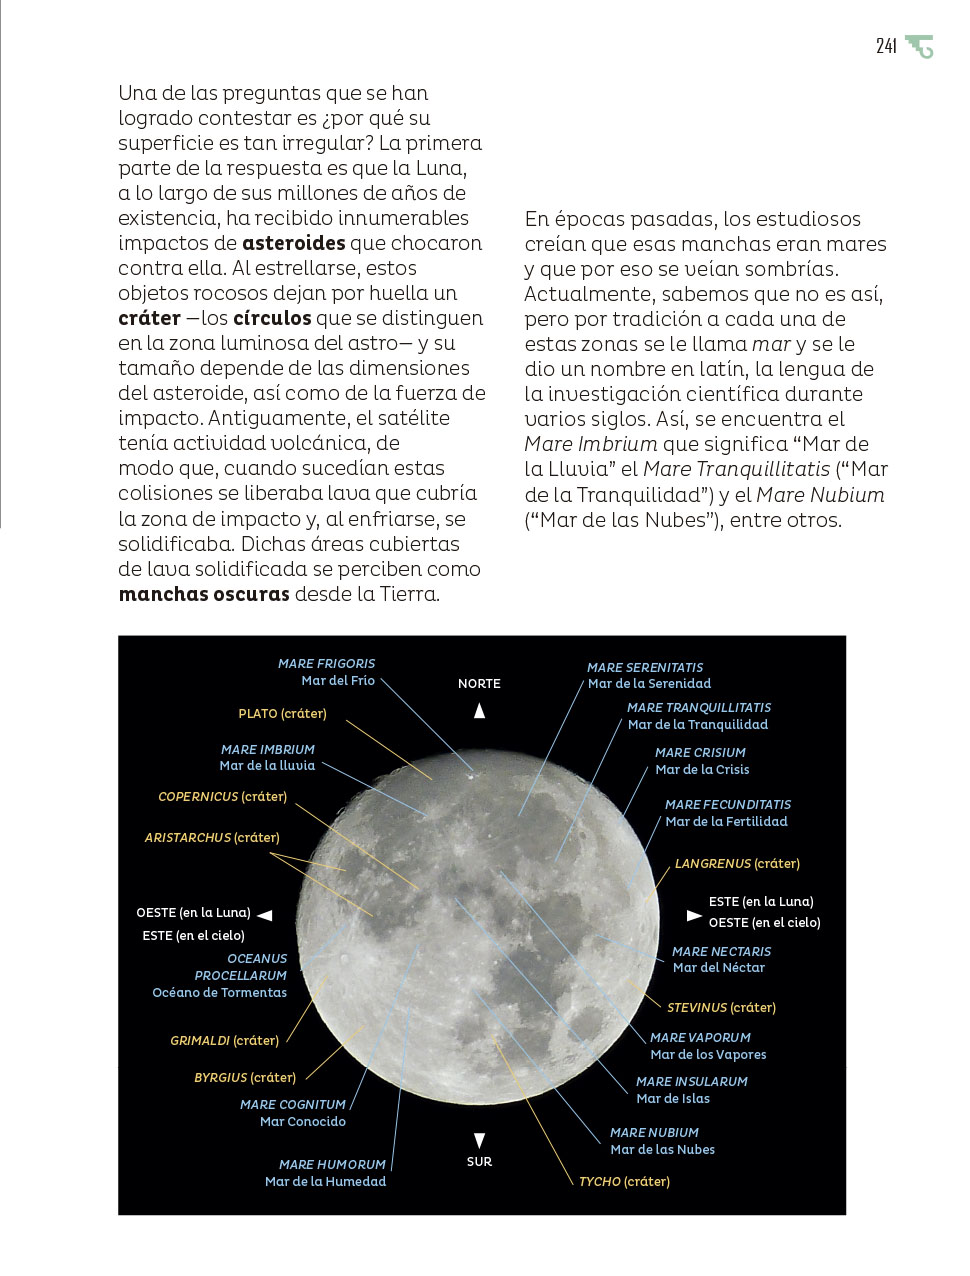 241
Una de las preguntas que se han
logrado contestar es ¿por qué su
superficie es tan irregular? La primera
parte de la respuesta es que la Luna,
a lo largo de sus millones de años de
existencia, ha recibido innumerables
impactos de asteroides que chocaron
contra ella. Al estrellarse, estos
objetos rocosos dejan por huella un
cráter —los círculos que se distinguen
en la zona luminosa del astro— y su
tamaño depende de las dimensiones
del asteroide, así como de la fuerza de
impacto. Antiguamente, el satélite
tenía actividad volcánica, de
modo que, cuando sucedían estas
colisiones se liberaba lava que cubría
la zona de impacto y, al enfriarse, se
solidificaba. Dichas áreas cubiertas
de lava solidificada se perciben como
manchas oscuras desde la Tierra.
En épocas pasadas, los estudiosos
creían que esas manchas eran mares
y que por eso se veían sombrías.
Actualmente, sabemos que no es así,
pero por tradición a cada una de
estas zonas se le llama mar y se le
dio un nombre en latín, la lengua de
la investigación científica durante
varios siglos. Así, se encuentra el
Mare Imbrium que significa “Mar de
la Lluvia” el Mare Tranquillitatis (“Mar
de la Tranquilidad”) y el Mare Nubium
(“Mar de las Nubes”), entre otros.
MARE FRIGORIS
Mar del Frío
PLATO (cráter)
MARE IMBRIUM
Mar de la lluvia
COPERNICUS (cráter)
ARISTARCHUS (cráter)
OESTE (en la Luna)
ESTE (en el cielo)
OCEANUS
PROCELLARUM
Océano de Tormentas
GRIMALDI (cráter)
BYRGIUS (cráter)
MARE COGNITUM
Mar Conocido
MARE HUMORUM
Mar de la Humedad
NORTE
SUR
MARE SERENITATIS
Mar de la Serenidad
MARE TRANQUILLITATIS
Mar de la Tranquilidad
MARE CRISIUM
Mar de la Crisis
MARE FECUNDITATIS
Mar de la Fertilidad
LANGRENUS (cráter)
ESTE (en la Luna)
OESTE (en el cielo)
MARE NECTARIS
Mar del Néctar
STEVINUS (cráter)
MARE VAPORUM
Mar de los Vapores
MARE INSULARUM
Mar de Islas
MARE NUBIUM
Mar de las Nubes
TYCHO (cráter)